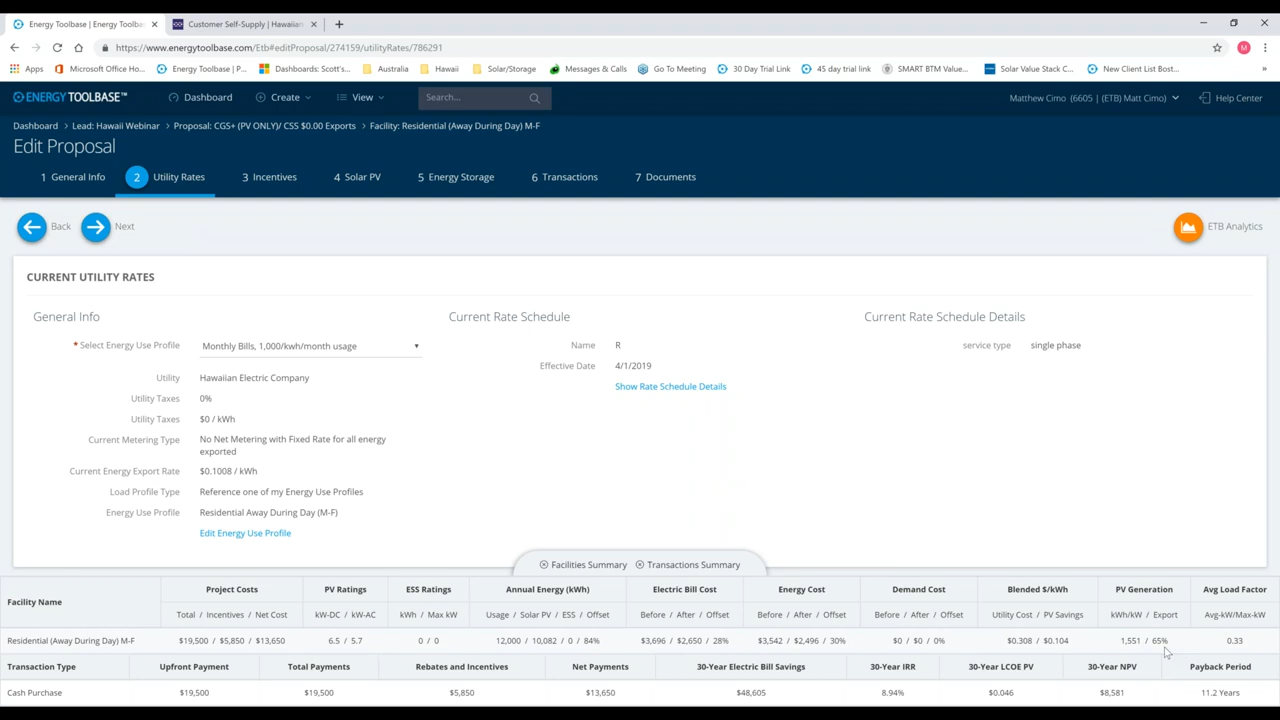 Energy Toolbase | Energy Toolba
Customer Self-Supply | Hawaiian
https://www.energytoolbase.com/Etb#editProposal/274159/utilityRates/786291
M
Apps
Microsoft Office Ho...
Energy Toolbase | P...
Dashboards: Scott's...
Australia
Hawaii
Solar/Storage
Messages & Calls
Go To Meeting
30 Day Trial Link
45 day trial link
SMART BTM Value...
Solar Value Stack C...
New Client List Bost...
ENERGY TOOLBASE™
Dashboard
Create
View
Search...
Matthew Cimo (6605 | (ETB) Matt Cimo)
Help Center
Dashboard > Lead: Hawaii Webinar > Proposal: CGS+ (PV ONLY)/ CSS $0.00 Exports > Facility: Residential (Away During Day) M-F
Edit Proposal
1 General Info
2 Utility Rates
3 Incentives
4 Solar PV
5 Energy Storage
6 Transactions
7 Documents
Back
Next
ETB Analytics
CURRENT UTILITY RATES
General Info
* Select Energy Use Profile Monthly Bills, 1,000/kwh/month usage
Utility Hawaiian Electric Company
Utility Taxes 0%
Utility Taxes $0 / kWh
Current Metering Type No Net Metering with Fixed Rate for all energy
exported
Current Energy Export Rate $0.1008 / kWh
Load Profile Type Reference one of my Energy Use Profiles
Energy Use Profile Residential Away During Day (M-F)
Edit Energy Use Profile
Current Rate Schedule
Name R
Effective Date 4/1/2019
Show Rate Schedule Details
Current Rate Schedule Details
service type single phase
Facilities Summary Transactions Summary
Facility Name Project Costs PV Ratings ESS Ratings Annual Energy (kWh) Electric Bill Cost Energy Cost Demand Cost Blended $/kWh PV Generation Avg Load Factor
Total / Incentives / Net Cost kW-DC / kW-AC kWh / Max kW Usage / Solar PV / ESS / Offset Before / After / Offset Before / After / Offset Before / After / Offset Utility Cost / PV Savings kWh/kW / Export Avg-kW/Max-kW
Residential (Away During Day) M-F $19,500 / $5,850 / $13,650 6.5 / 5.7 0 / 0 12,000 / 10,082 / 0 / 84% $3,696 / $2,650 / 28% $3,542 / $2,496 / 30% $0 / $0 / 0% $0.308 / $0.104 1,551 / 65% 0.33
Transaction Type Upfront Payment Total Payments Rebates and Incentives Net Payments 30-Year Electric Bill Savings 30-Year IRR 30-Year LCOE PV 30-Year NPV Payback Period
Cash Purchase $19,500 $19,500 $5,850 $13,650 $48,605 8.94% $0.046 $8,581 11.2 Years